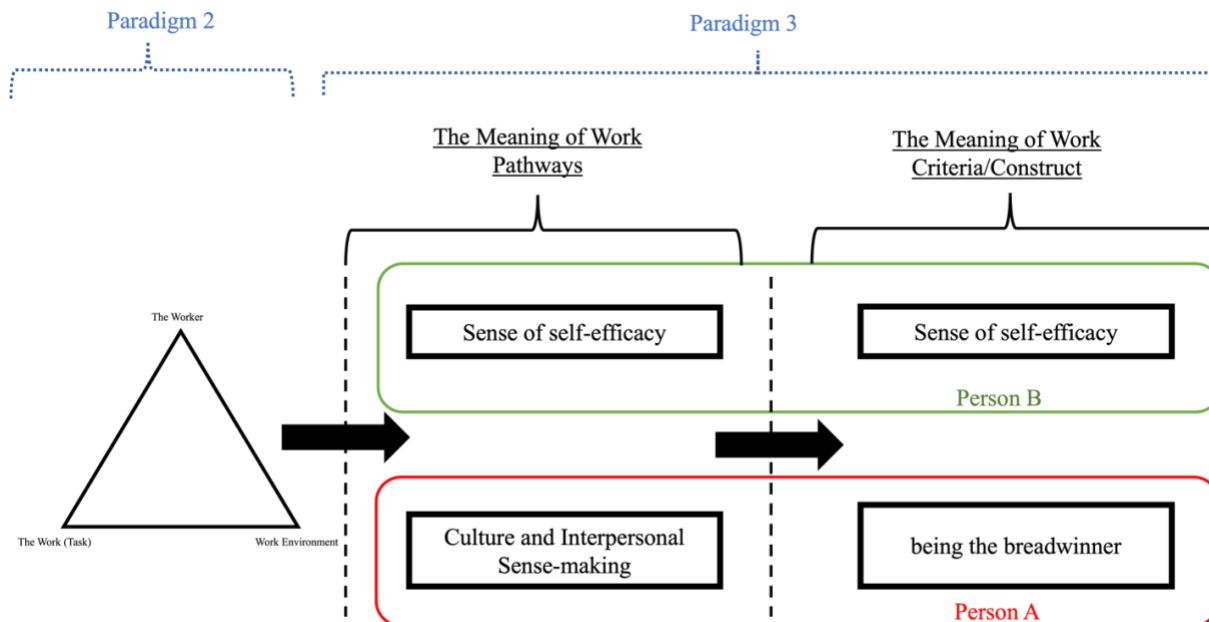 Paradigm 2
Paradigm 3
The Meaning of Work
Pathways
The Meaning of Work
Criteria/Construct
The Worker
The Work (Task)
Work Environment
Sense of self-efficacy
Sense of self-efficacy
Person B
Culture and Interpersonal
Sense-making
being the breadwinner
Person A